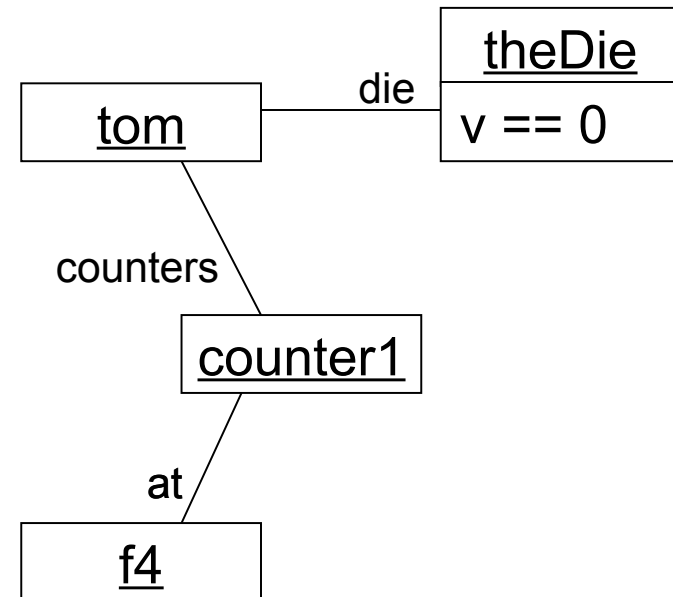 theDie
die
tom
v == 0
counters
counter1
at
f4